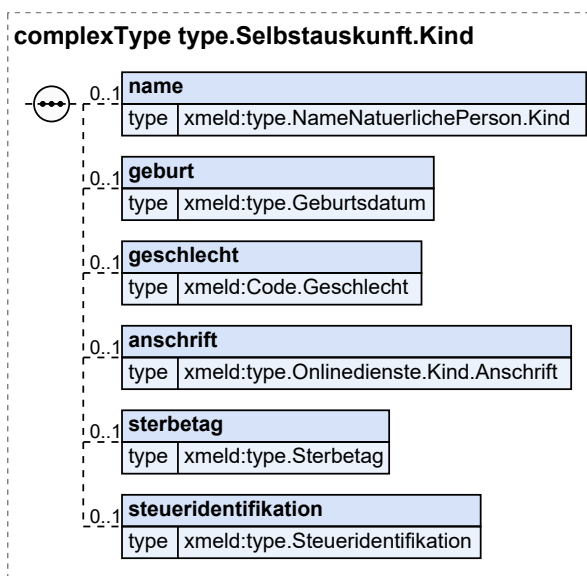 complexType type.Selbstauskunft.Kind
0..1 name
type xmeld:type.NameNatuerlichePerson.Kind
0..1 geburt
type xmeld:type.Geburtsdatum
0..1 geschlecht
type xmeld:Code.Geschlecht
0..1 anschrift
type xmeld:type.Onlinedienste.Kind.Anschrift
0..1 sterbetag
type xmeld:type.Sterbetag
0..1 steueridentifikation
type xmeld:type.Steueridentifikation